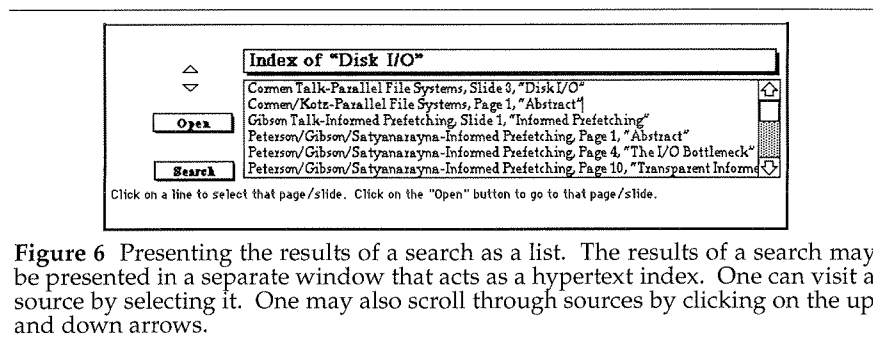 Index of "Disk I/O"
Cormen Talk-Parallel File Systems, Slide 3, "Disk I/O"
Cormen/Kotz-Parallel File Systems, Page 1, "Abstract"
Gibson Talk-Informed Prefetching, Slide 1, "Informed Prefetching"
Peterson/Gibson/Satyanarayna-Informed Prefetching, Page 1, "Abstract"
Peterson/Gibson/Satyanarayna-Informed Prefetching, Page 4, "The I/O Bottleneck"
Peterson/Gibson/Satyanarayna-Informed Prefetching, Page 10, "Transparent Informe
Open
Search
Click on a line to select that page/slide. Click on the "Open" button to go to that page/slide.
Figure 6 Presenting the results of a search as a list. The results of a search may
be presented in a separate window that acts as a hypertext index. One can visit a
source by selecting it. One may also scroll through sources by clicking on the up
and down arrows.